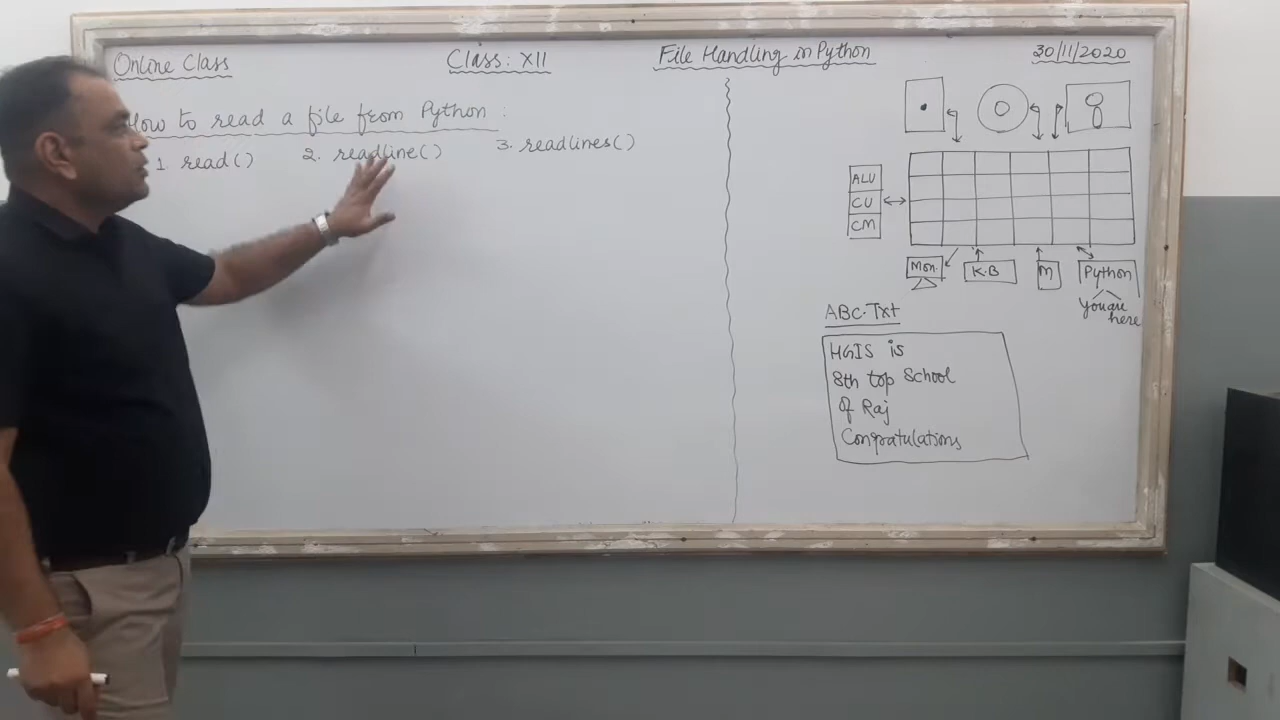 Online Class
Class: XII
File Handling in Python
30/11/2020
How to read a file from Python :
1. read()
2. readline()
3. readlines()
ALU
CU
CM
Mon.
K.B
M
Python
You are
here
ABC.Txt
HGIS is
8th top School
Of Raj
Congratulations